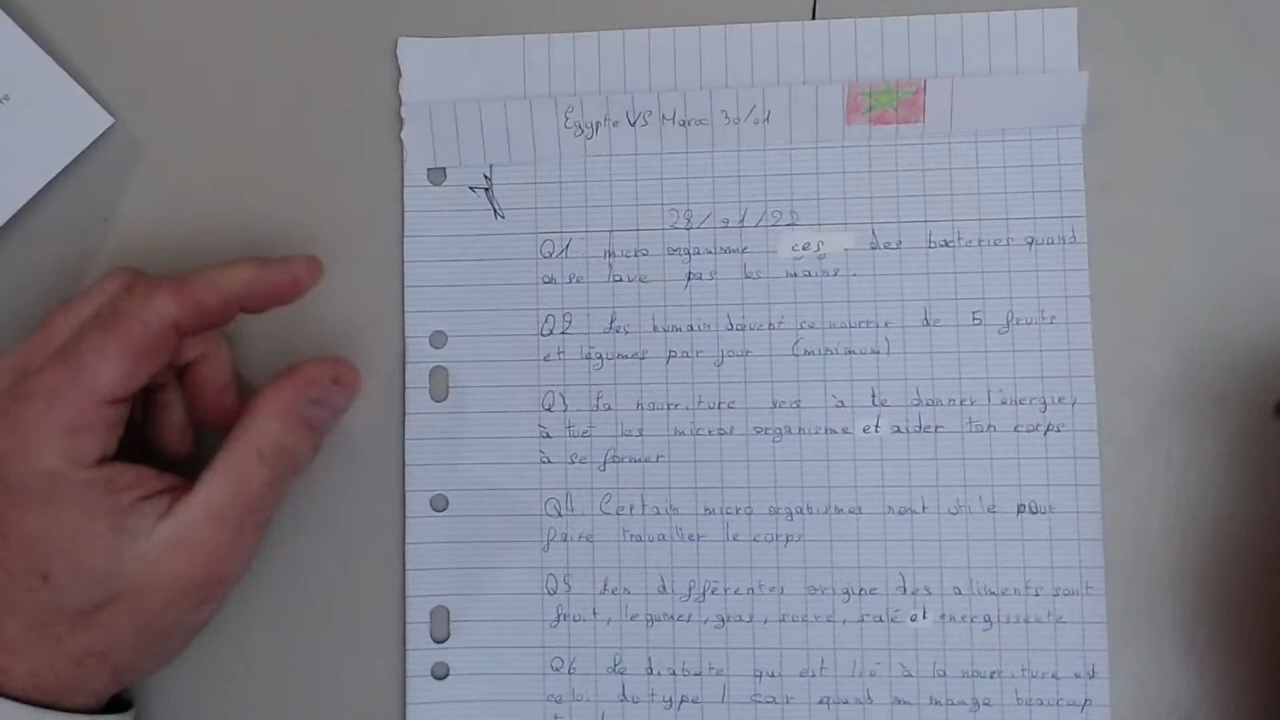 Egypte VS Maroc 30/01
28/01/22
Q1 micro organisme ces des bacteries quand
on se lave pas les mains.
Q2 des humain doivent se nourrir de 5 fruits
et légumes par jour (minimum)
Q3 La nourriture sers à te donner l'énergie,
à tuer les micros organisme et aider ton corps
à se former
Q4 Certain micro organismes sont utile pour
faire travailler le corps
Q5 Les différentes origine des aliments sont
fruit, legumes, gras, sucre, salé et energissante
Q6 Le diabete qui est lié à la nourriture est
celui du type 1 car quand on mange beaucoup